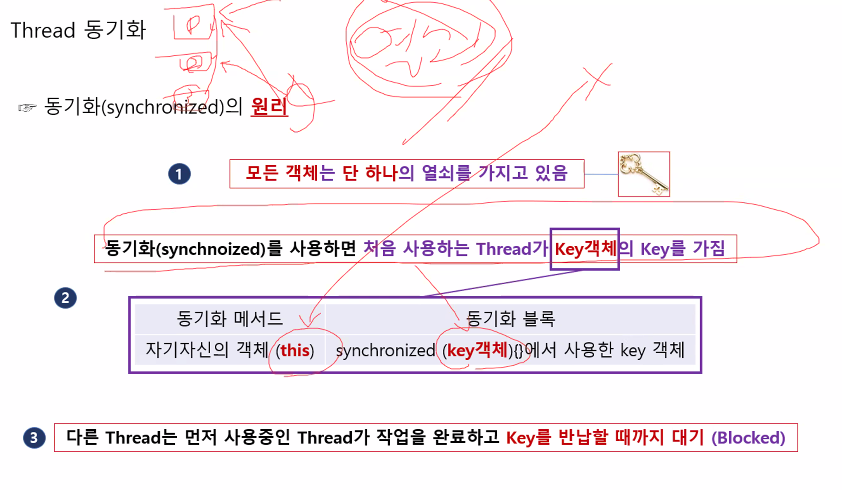 Thread 동기화
☞ 동기화(synchronized)의 원리
1 모든 객체는 단 하나의 열쇠를 가지고 있음
동기화(synchnoized)를 사용하면 처음 사용하는 Thread가 Key객체의 Key를 가짐
2
동기화 메서드 동기화 블록
자기자신의 객체 (this) synchronized (key객체){}에서 사용한 key 객체
3 다른 Thread는 먼저 사용중인 Thread가 작업을 완료하고 Key를 반납할 때까지 대기 (Blocked)